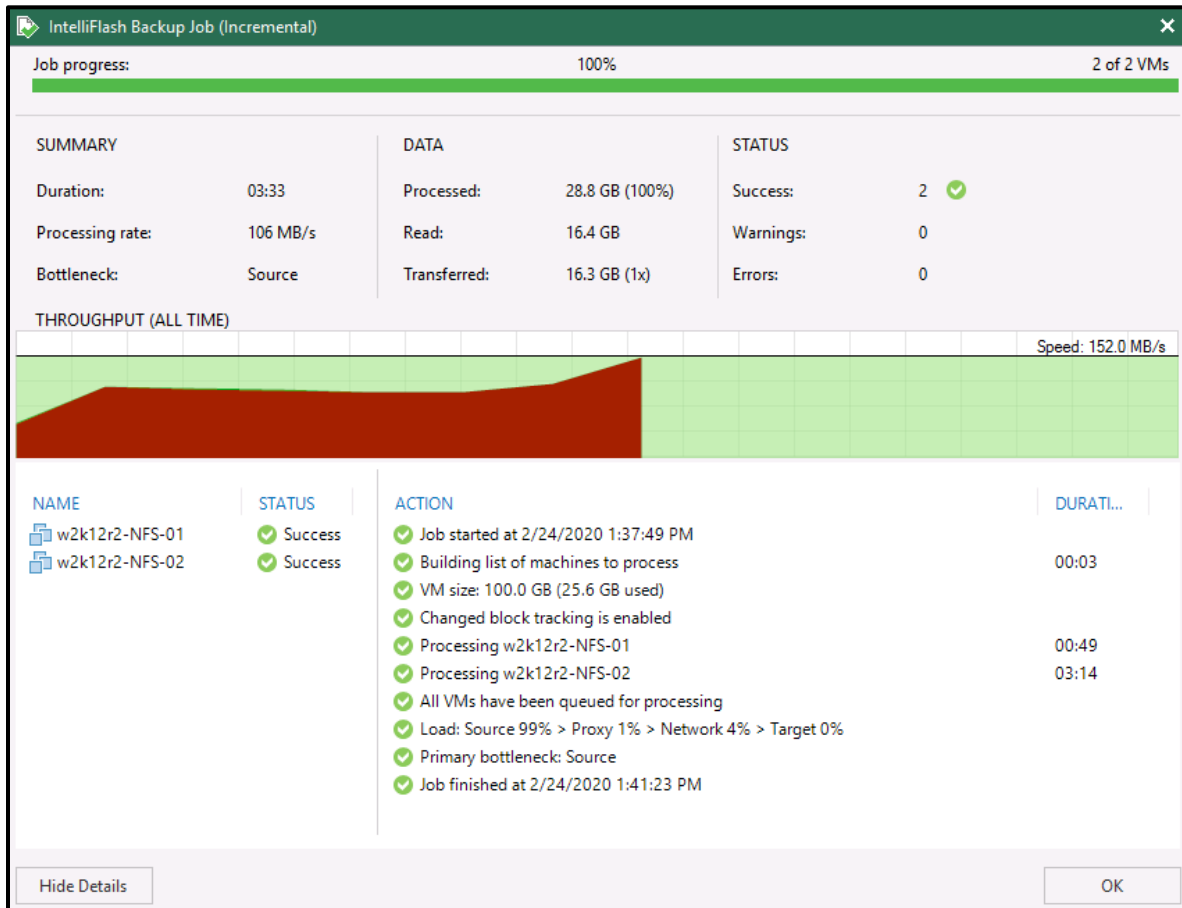 IntelliFlash Backup Job (Incremental)
Job progress: 100% 2 of 2 VMs
SUMMARY DATA STATUS
Duration: 03:33 Processed: 28.8 GB (100%) Success: 2
Processing rate: 106 MB/s Read: 16.4 GB Warnings: 0
Bottleneck: Source Transferred: 16.3 GB (1x) Errors: 0
THROUGHPUT (ALL TIME)
Speed: 152.0 MB/s
NAME STATUS ACTION DURATI...
w2k12r2-NFS-01 Success Job started at 2/24/2020 1:37:49 PM
w2k12r2-NFS-02 Success Building list of machines to process 00:03
VM size: 100.0 GB (25.6 GB used)
Changed block tracking is enabled
Processing w2k12r2-NFS-01 00:49
Processing w2k12r2-NFS-02 03:14
All VMs have been queued for processing
Load: Source 99% > Proxy 1% > Network 4% > Target 0%
Primary bottleneck: Source
Job finished at 2/24/2020 1:41:23 PM
Hide Details OK